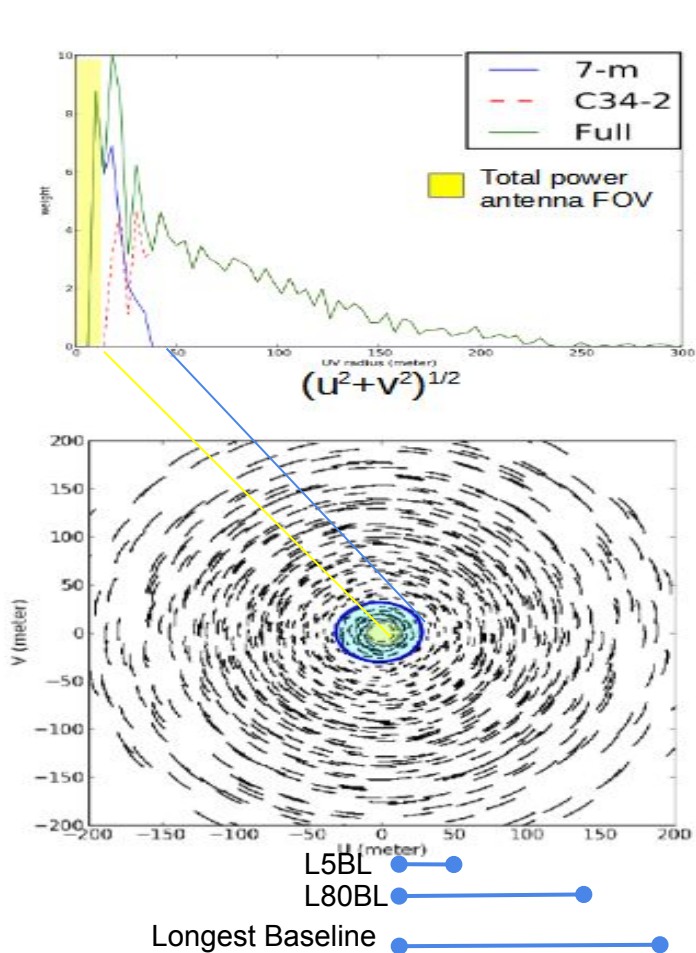 10
8
6
4
2
0
weight
7-m
C34-2
Full
Total power
antenna FOV
0 50 100 150 200 250 300
UV radius (meter)
(u²+v²)¹/²
200
150
100
50
0
−50
−100
−150
−200
V (meter)
−200 −150 −100 −50 0 50 100 150 200
U (meter)
L5BL
L80BL
Longest Baseline